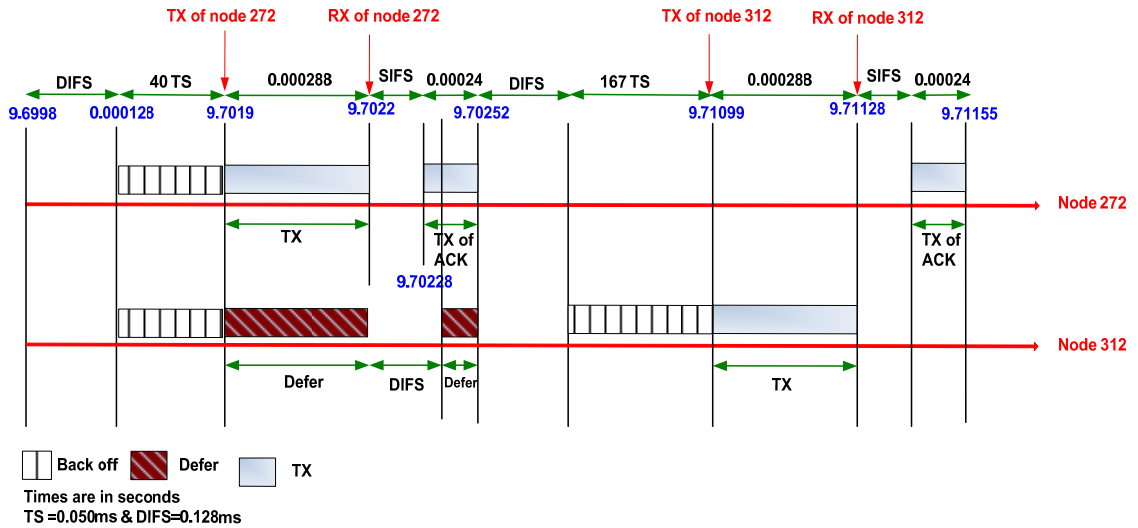 TX of node 272
RX of node 272
TX of node 312
RX of node 312
DIFS
40 TS
0.000288
SIFS
0.00024
DIFS
167 TS
0.000288
SIFS
0.00024
9.6998
0.000128
9.7019
9.7022
9.70252
9.71099
9.71128
9.71155
Node 272
TX
TX of
ACK
TX of
ACK
9.70228
Node 312
Defer
DIFS
Defer
TX
Back off
Defer
TX
Times are in seconds
TS =0.050ms & DIFS=0.128ms